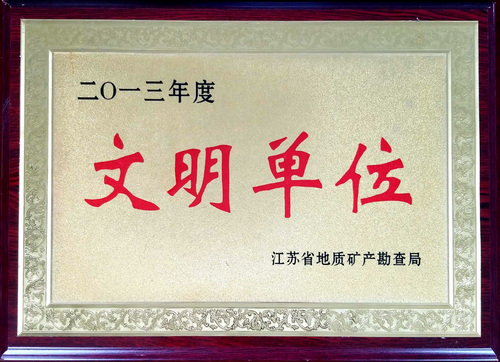 二〇一三年度
文明单位
江苏省地质矿产勘查局